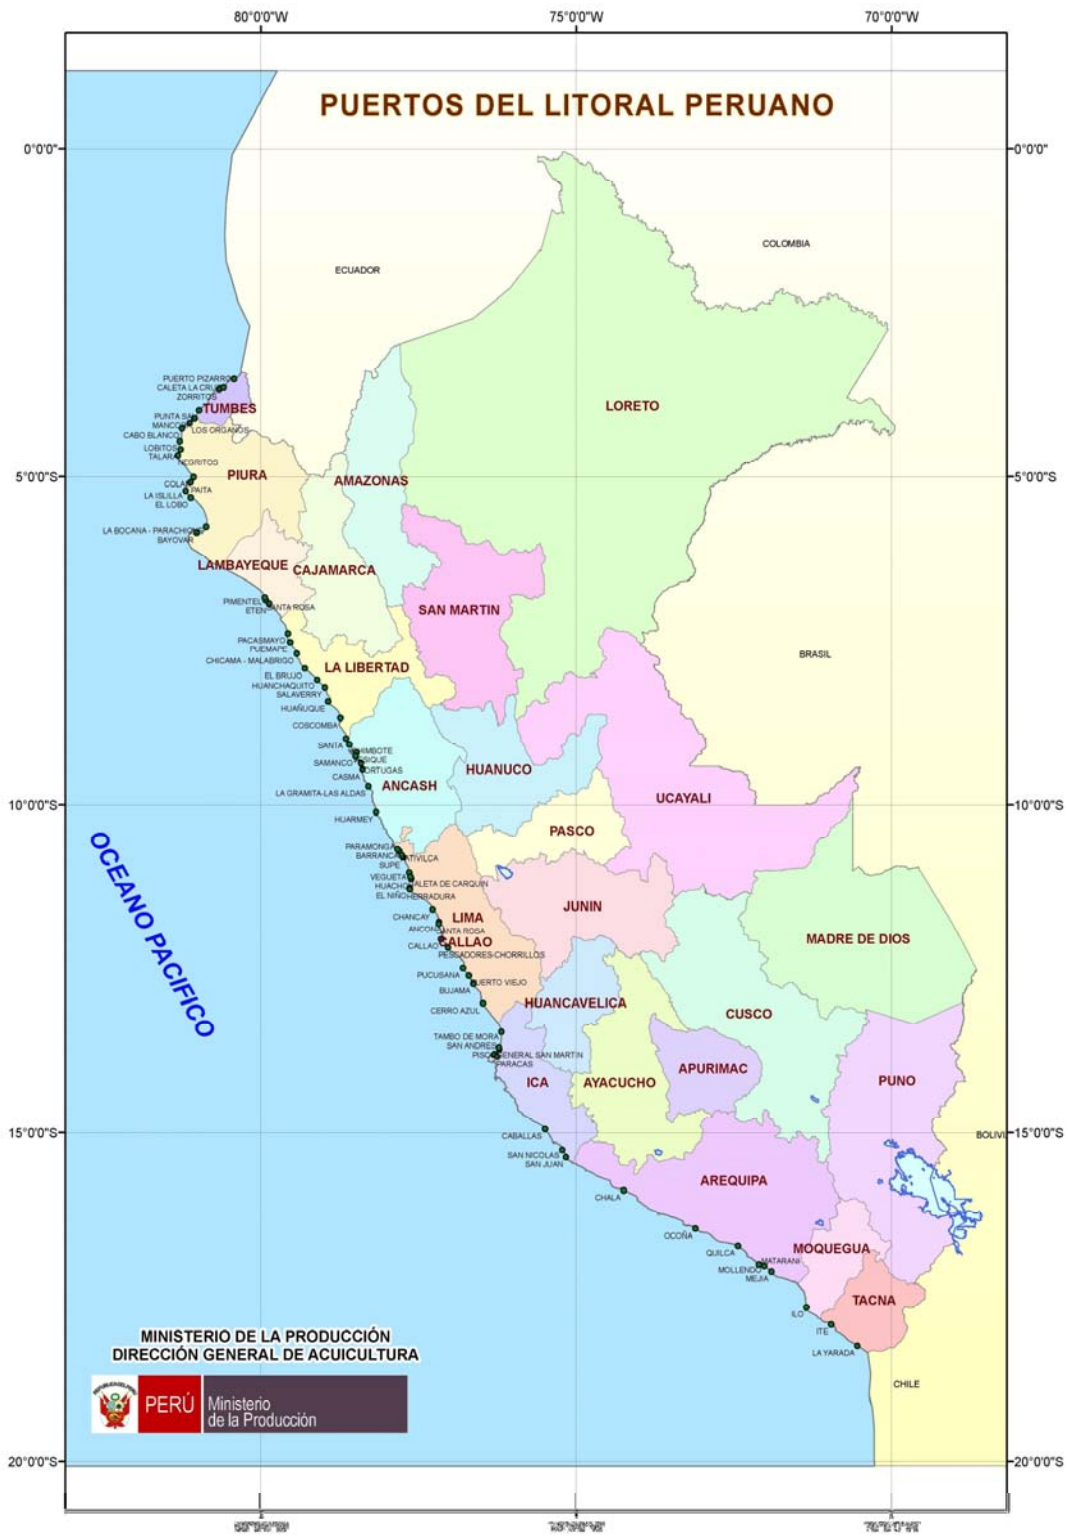 80°0'0"W 75°0'0"W 70°0'0"W
PUERTOS DEL LITORAL PERUANO
0°0'0" 0°0'0"
COLOMBIA
ECUADOR
PUERTO PIZARRO
CALETA LA CRUZ
ZORRITOS
TUMBES
LORETO
PUNTA SAL
MANCORA
LOS ORGANOS
CABO BLANCO
LOBITOS
TALARA
NEGRITOS
5°0'0"S 5°0'0"S
PIURA
AMAZONAS
COLAN
PAITA
LA ISLILLA
EL LOBO
LA BOCANA - PARACHIQUE
BAYOVAR
LAMBAYEQUE
CAJAMARCA
PIMENTEL
ETEN
SANTA ROSA
SAN MARTIN
PACASMAYO
PUEMAPE
BRASIL
CHICAMA - MALABRIGO
LA LIBERTAD
EL BRUJO
HUANCHAQUITO
SALAVERRY
HUAÑUQUE
COSCOMBA
SANTA
CHIMBOTE
SAMANCO
TORTUGAS
CASMA
HUANUCO
ANCASH
LA GRAMITA-LAS ALDAS
UCAYALI
10°0'0"S 10°0'0"S
HUARMEY
PASCO
PARAMONGA
BARRANCA
PATIVILCA
SUPE
VEGUETA
HUACHO
CALETA DE CARQUIN
EL NIÑO
HERRADURA
OCEANO PACIFICO
JUNIN
CHANCAY
LIMA
ANCON
SANTA ROSA
CALLAO
CALLAO
MADRE DE DIOS
PESCADORES-CHORRILLOS
PUCUSANA
PUERTO VIEJO
BUJAMA
HUANCAVELICA
CERRO AZUL
CUSCO
TAMBO DE MORA
SAN ANDRES
PISCO
GENERAL SAN MARTIN
PARACAS
APURIMAC
ICA
AYACUCHO
PUNO
15°0'0"S 15°0'0"S
CABALLAS
BOLIVI
SAN NICOLAS
SAN JUAN
AREQUIPA
CHALA
OCOÑA
QUILCA
MOQUEGUA
MATARANI
MOLLENDO
MEJIA
TACNA
ILO
ITE
LA YARADA
MINISTERIO DE LA PRODUCCIÓN
DIRECCIÓN GENERAL DE ACUICULTURA
CHILE
PERÚ
Ministerio
de la Producción
20°0'0"S 20°0'0"S